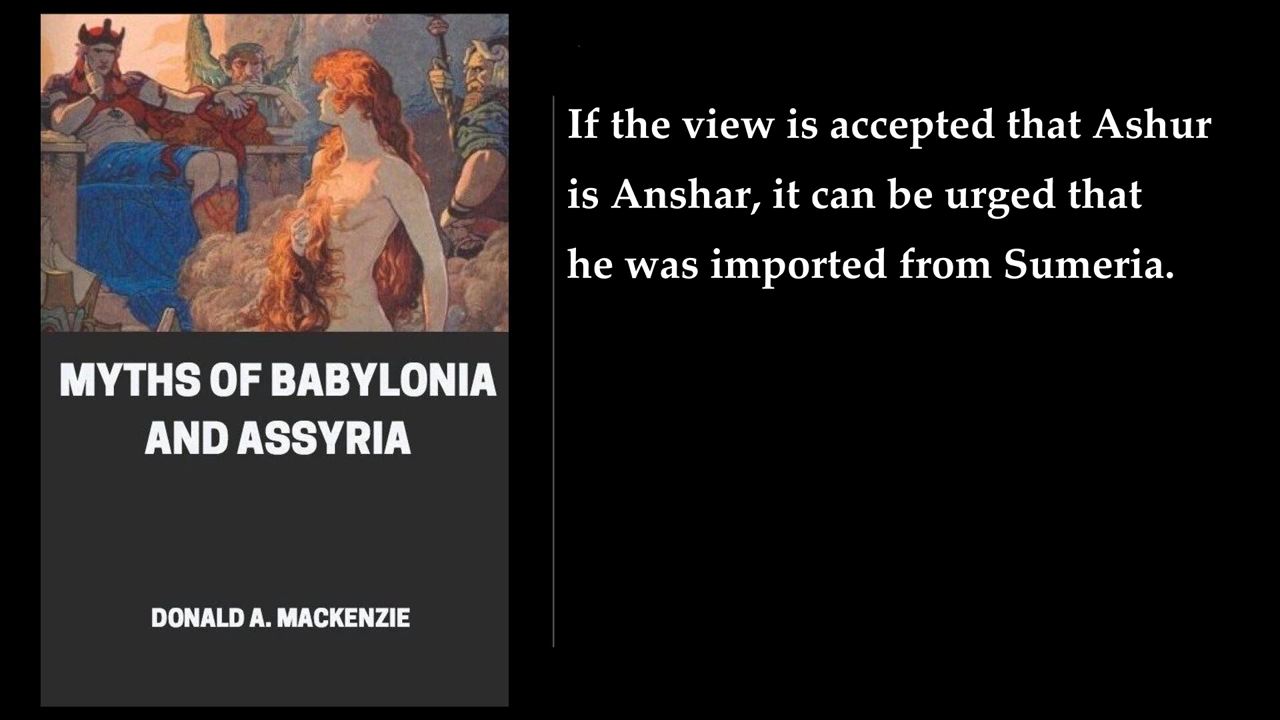 MYTHS OF BABYLONIA
AND ASSYRIA
DONALD A. MACKENZIE
If the view is accepted that Ashur
is Anshar, it can be urged that
he was imported from Sumeria.